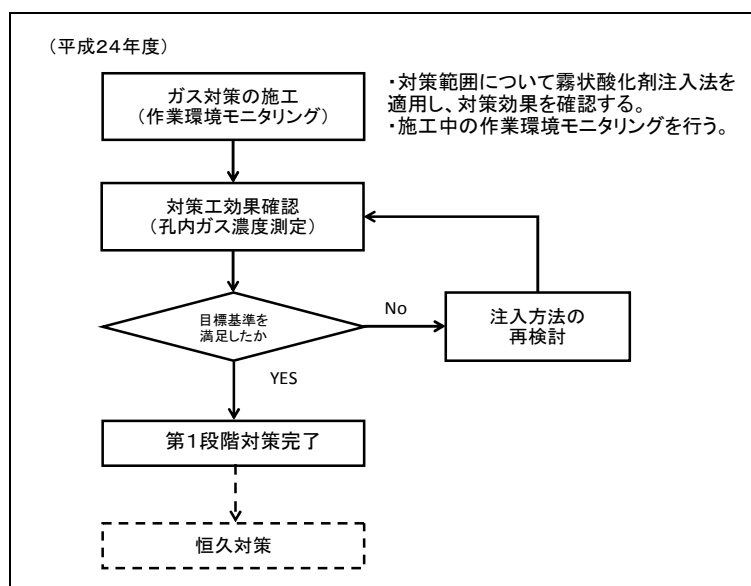 （平成24年度）
ガス対策の施工
（作業環境モニタリング）
・対策範囲について霧状酸化剤注入法を
適用し、対策効果を確認する。
・施工中の作業環境モニタリングを行う。
対策工効果確認
（孔内ガス濃度測定）
目標基準を
満足したか
No
注入方法の
再検討
YES
第1段階対策完了
恒久対策